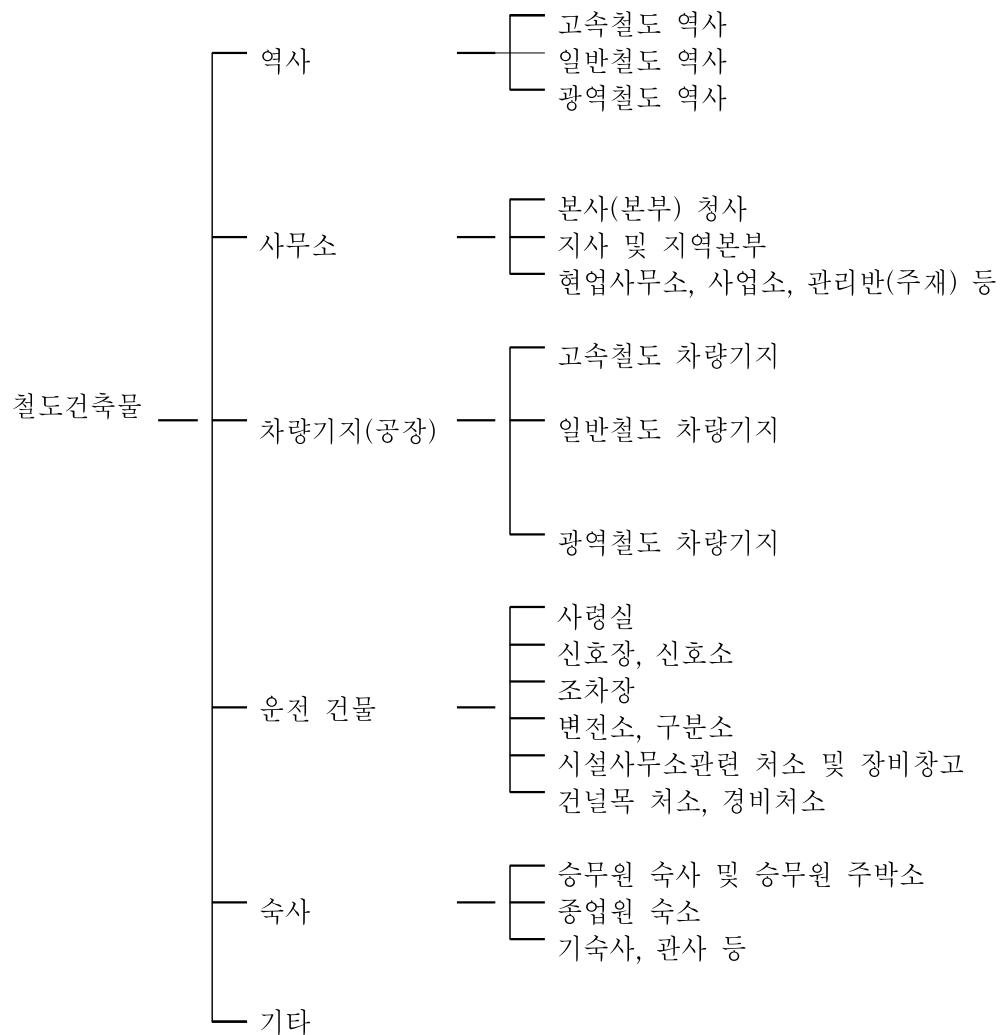 철도건축물
역사
고속철도 역사
일반철도 역사
광역철도 역사
사무소
본사(본부) 청사
지사 및 지역본부
현업사무소, 사업소, 관리반(주재) 등
차량기지(공장)
고속철도 차량기지
일반철도 차량기지
광역철도 차량기지
운전 건물
사령실
신호장, 신호소
조차장
변전소, 구분소
시설사무소관련 처소 및 장비창고
건널목 처소, 경비처소
숙사
승무원 숙사 및 승무원 주박소
종업원 숙소
기숙사, 관사 등
기타